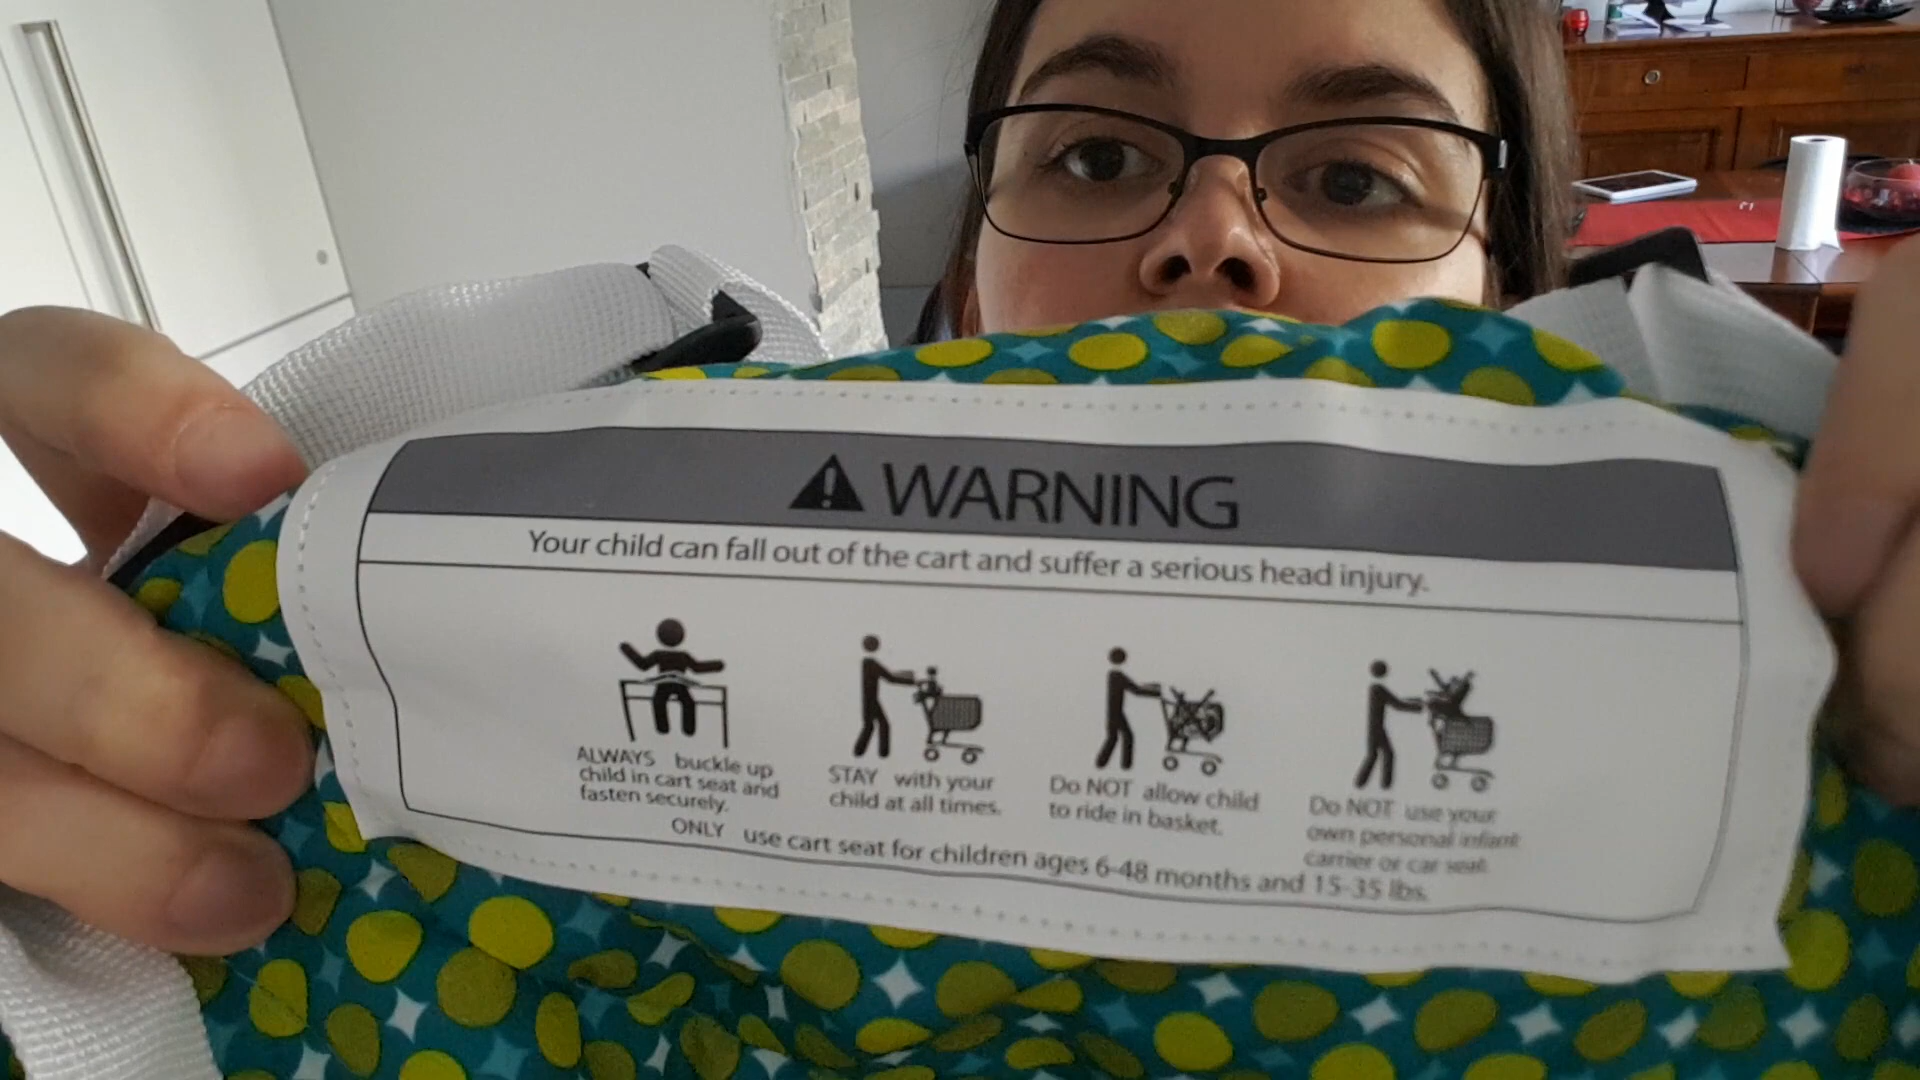 WARNING
Your child can fall out of the cart and suffer a serious head injury.
ALWAYS buckle up
child in cart seat and
fasten securely.
STAY with your
child at all times.
Do NOT allow child
to ride in basket.
Do NOT use your
own personal infant
carrier or car seat.
ONLY use cart seat for children ages 6-48 months and 15-35 lbs.